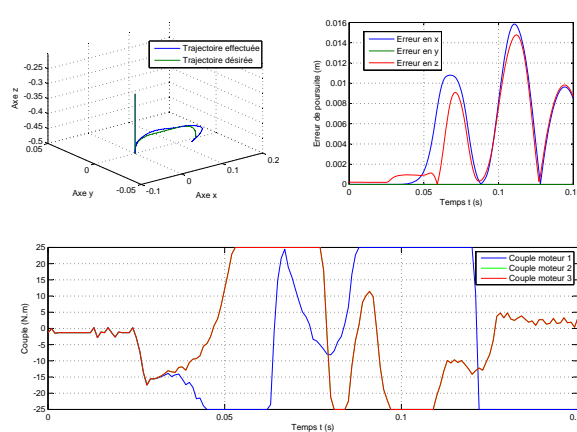 Trajectoire effectuée
Trajectoire désirée
-0.25
-0.3
-0.35
-0.4
-0.45
-0.5
Axe z
0.05
0
-0.05
Axe y
-0.1
0
0.1
0.2
Axe x
0.016
0.014
0.012
0.01
0.008
0.006
0.004
0.002
0
Erreur de poursuite (m)
Erreur en x
Erreur en y
Erreur en z
0
0.05
0.1
0.1
Temps t (s)
25
20
15
10
5
0
-5
-10
-15
-20
-25
Couple (N.m)
Couple moteur 1
Couple moteur 2
Couple moteur 3
0
0.05
0.1
0.1
Temps t (s)